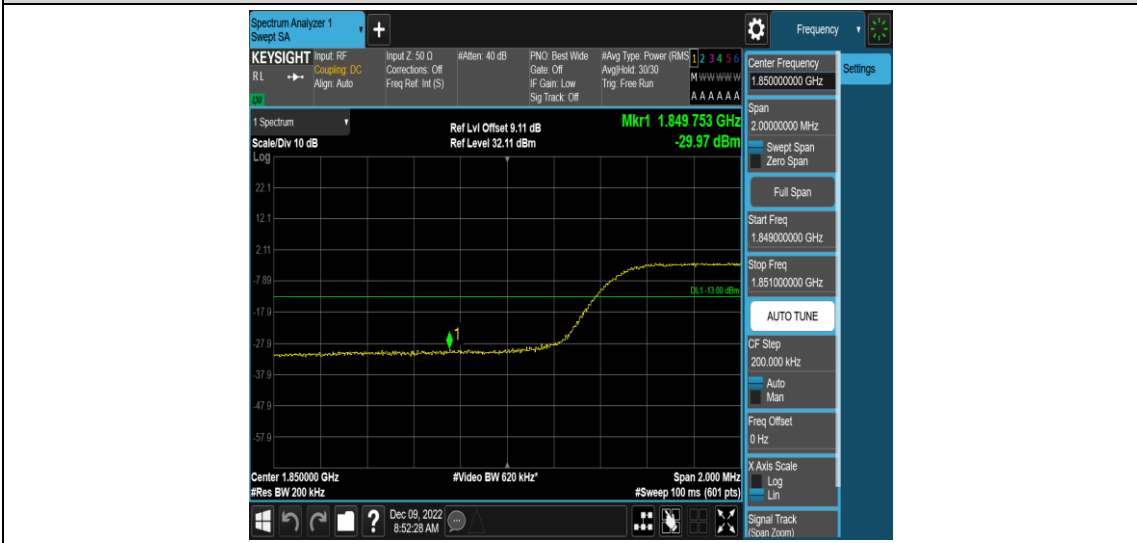 Spectrum Analyzer 1
Swept SA
+
Frequency
KEYSIGHT
RL
LXI
Input: RF
Coupling: DC
Align: Auto
Input Z: 50 Ω
Corrections: Off
Freq Ref: Int (S)
#Atten: 40 dB
PNO: Best Wide
Gate: Off
IF Gain: Low
Sig Track: Off
#Avg Type: Power (RMS
Avg|Hold: 30/30
Trig: Free Run
1 2 3 4 5 6
M W W W W W
A A A A A A
1 Spectrum
Scale/Div 10 dB
Log
Ref Lvl Offset 9.11 dB
Ref Level 32.11 dBm
Mkr1 1.849 753 GHz
-29.97 dBm
22.1
12.1
2.11
-7.89
-17.9
-27.9
-37.9
-47.9
-57.9
DL1 -13.00 dBm
1
Center 1.850000 GHz
#Res BW 200 kHz
#Video BW 620 kHz*
Span 2.000 MHz
#Sweep 100 ms (601 pts)
Center Frequency
1.850000000 GHz
Settings
Span
2.00000000 MHz
Swept Span
Zero Span
Full Span
Start Freq
1.849000000 GHz
Stop Freq
1.851000000 GHz
AUTO TUNE
CF Step
200.000 kHz
Auto
Man
Freq Offset
0 Hz
X Axis Scale
Log
Lin
Signal Track
(Span Zoom)
?
Dec 09, 2022
8:52:28 AM